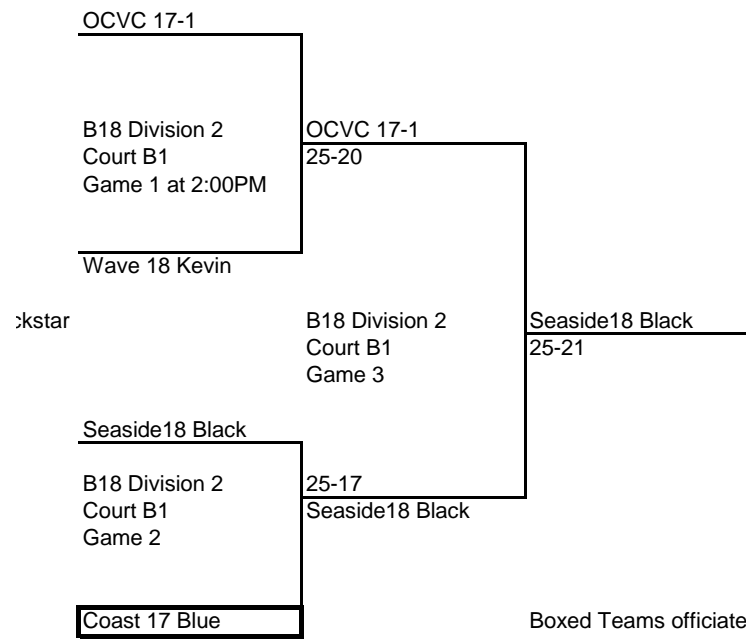 OCVC 17-1
B18 Division 2
Court B1
Game 1 at 2:00PM
OCVC 17-1
25-20
Wave 18 Kevin
ckstar
B18 Division 2
Court B1
Game 3
Seaside18 Black
25-21
Seaside18 Black
B18 Division 2
Court B1
Game 2
25-17
Seaside18 Black
Coast 17 Blue
Boxed Teams officiate